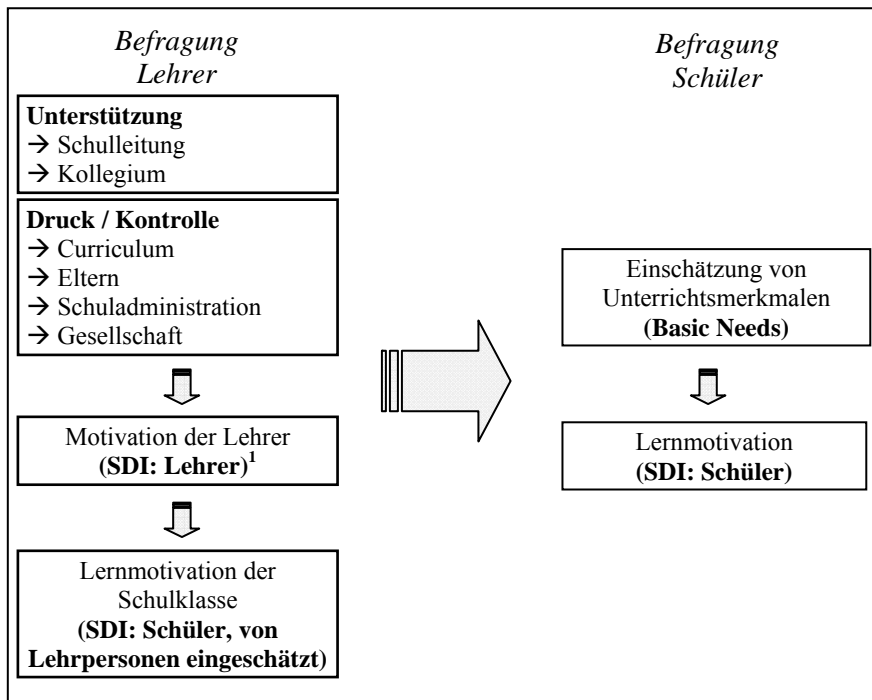 Befragung
Lehrer
Unterstützung
→ Schulleitung
→ Kollegium
Druck / Kontrolle
→ Curriculum
→ Eltern
→ Schuladministration
→ Gesellschaft
Motivation der Lehrer
(SDI: Lehrer)¹
Lernmotivation der
Schulklasse
(SDI: Schüler, von
Lehrpersonen eingeschätzt)
Befragung
Schüler
Einschätzung von
Unterrichtsmerkmalen
(Basic Needs)
Lernmotivation
(SDI: Schüler)